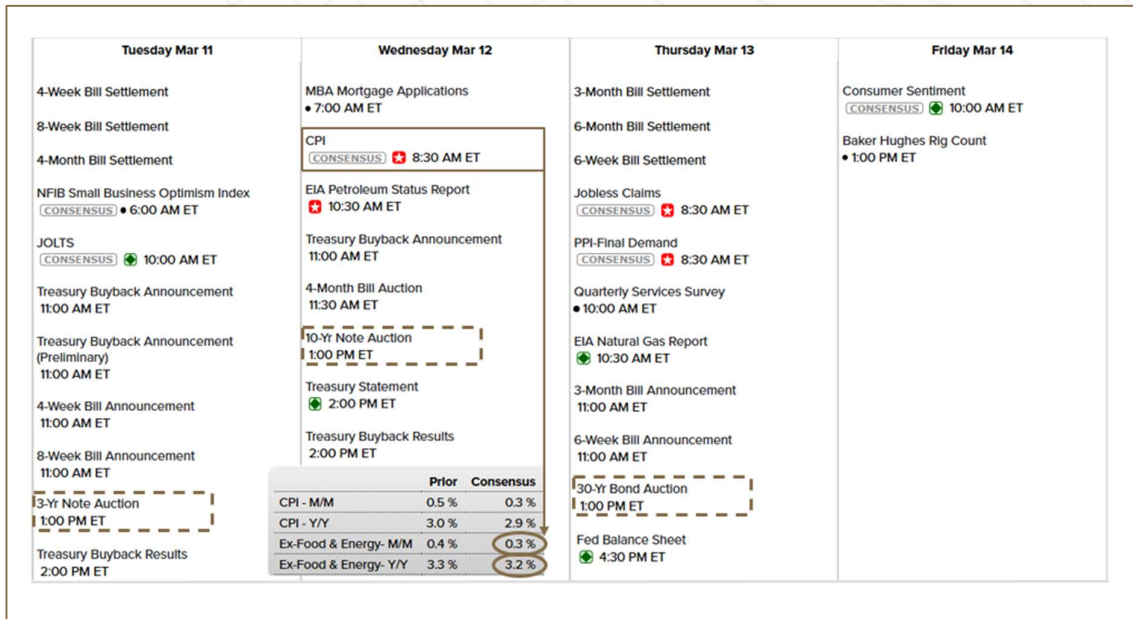 Tuesday Mar 11
4-Week Bill Settlement
8-Week Bill Settlement
4-Month Bill Settlement
NFIB Small Business Optimism Index
CONSENSUS • 6:00 AM ET
JOLTS
CONSENSUS 10:00 AM ET
Treasury Buyback Announcement
11:00 AM ET
Treasury Buyback Announcement
(Preliminary)
11:00 AM ET
4-Week Bill Announcement
11:00 AM ET
8-Week Bill Announcement
11:00 AM ET
3-Yr Note Auction
1:00 PM ET
Treasury Buyback Results
2:00 PM ET
Wednesday Mar 12
MBA Mortgage Applications
• 7:00 AM ET
CPI
CONSENSUS 8:30 AM ET
EIA Petroleum Status Report
10:30 AM ET
Treasury Buyback Announcement
11:00 AM ET
4-Month Bill Auction
11:30 AM ET
10-Yr Note Auction
1:00 PM ET
Treasury Statement
2:00 PM ET
Treasury Buyback Results
2:00 PM ET
Prior Consensus
CPI - M/M 0.5 % 0.3 %
CPI - Y/Y 3.0 % 2.9 %
Ex-Food & Energy- M/M 0.4 % 0.3 %
Ex-Food & Energy- Y/Y 3.3 % 3.2 %
Thursday Mar 13
3-Month Bill Settlement
6-Month Bill Settlement
6-Week Bill Settlement
Jobless Claims
CONSENSUS 8:30 AM ET
PPI-Final Demand
CONSENSUS 8:30 AM ET
Quarterly Services Survey
• 10:00 AM ET
EIA Natural Gas Report
10:30 AM ET
3-Month Bill Announcement
11:00 AM ET
6-Week Bill Announcement
11:00 AM ET
30-Yr Bond Auction
1:00 PM ET
Fed Balance Sheet
4:30 PM ET
Friday Mar 14
Consumer Sentiment
CONSENSUS 10:00 AM ET
Baker Hughes Rig Count
• 1:00 PM ET